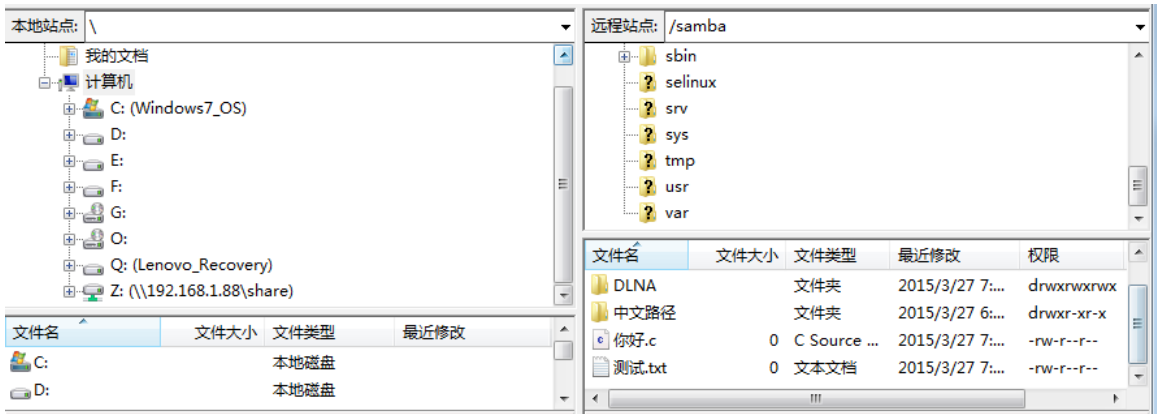 本地站点: \
我的文档
计算机
C: (Windows7_OS)
D:
E:
F:
G:
O:
Q: (Lenovo_Recovery)
Z: (\\192.168.1.88\share)
文件名 文件大小 文件类型 最近修改
C: 本地磁盘
D: 本地磁盘
远程站点: /samba
sbin
selinux
srv
sys
tmp
usr
var
文件名 文件大小 文件类型 最近修改 权限
DLNA 文件夹 2015/3/27 7:... drwxrwxrwx
中文路径 文件夹 2015/3/27 6:... drwxr-xr-x
你好.c 0 C Source ... 2015/3/27 7:... -rw-r--r--
测试.txt 0 文本文档 2015/3/27 7:... -rw-r--r--